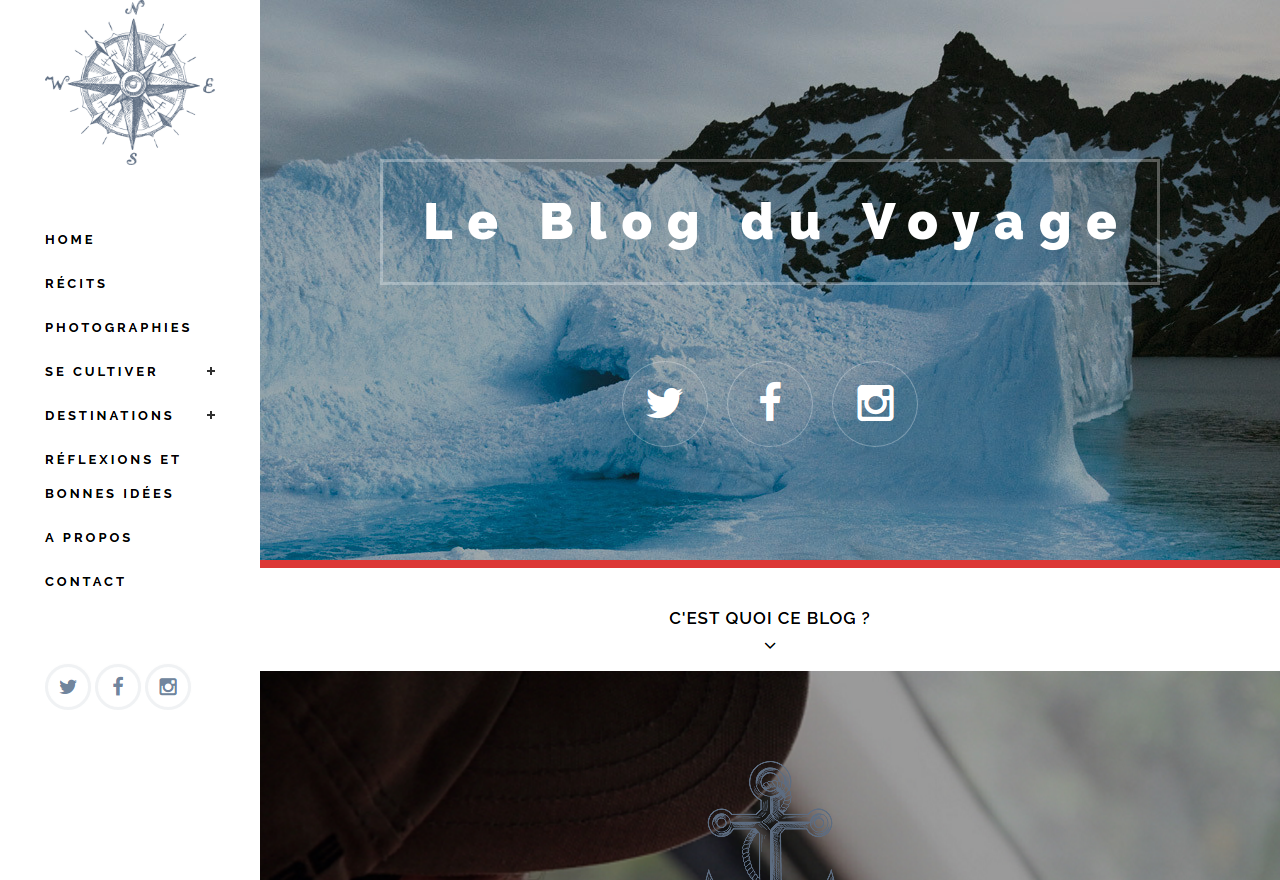 N
W
E
S
HOME
RÉCITS
PHOTOGRAPHIES
SE CULTIVER +
DESTINATIONS +
RÉFLEXIONS ET
BONNES IDÉES
A PROPOS
CONTACT
Le Blog du Voyage
C'EST QUOI CE BLOG ?